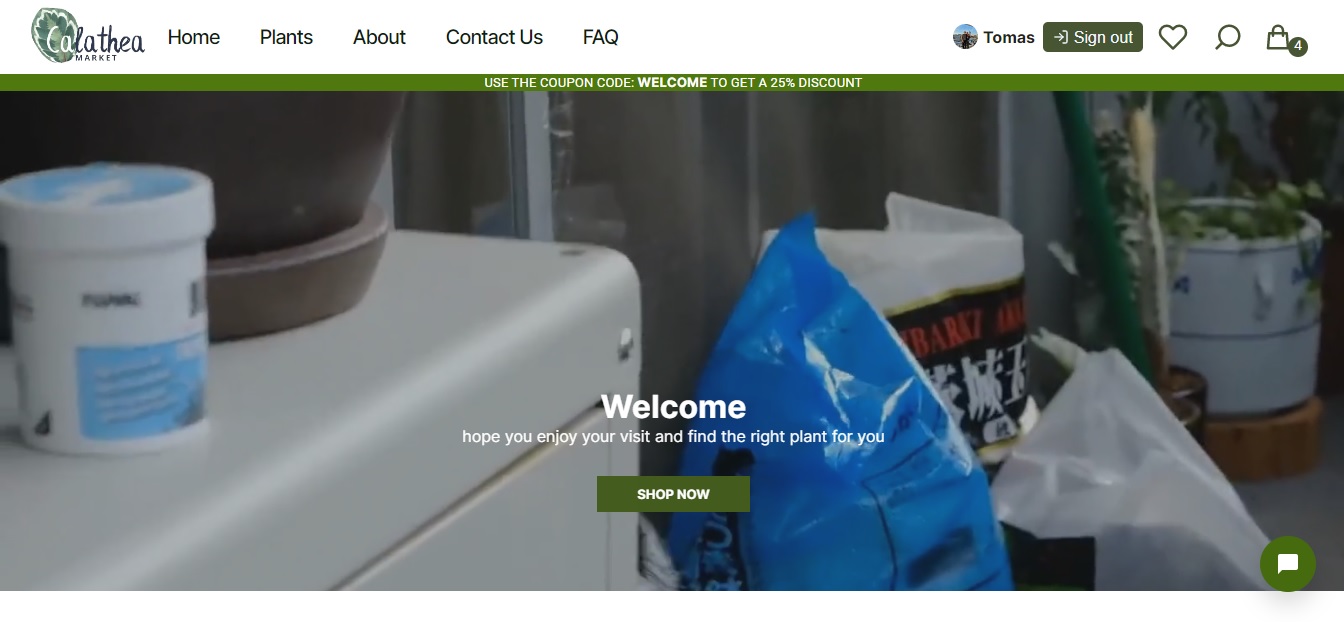 Calathea
MARKET
Home
Plants
About
Contact Us
FAQ
Tomas
Sign out
4
USE THE COUPON CODE: WELCOME TO GET A 25% DISCOUNT
Welcome
hope you enjoy your visit and find the right plant for you
SHOP NOW